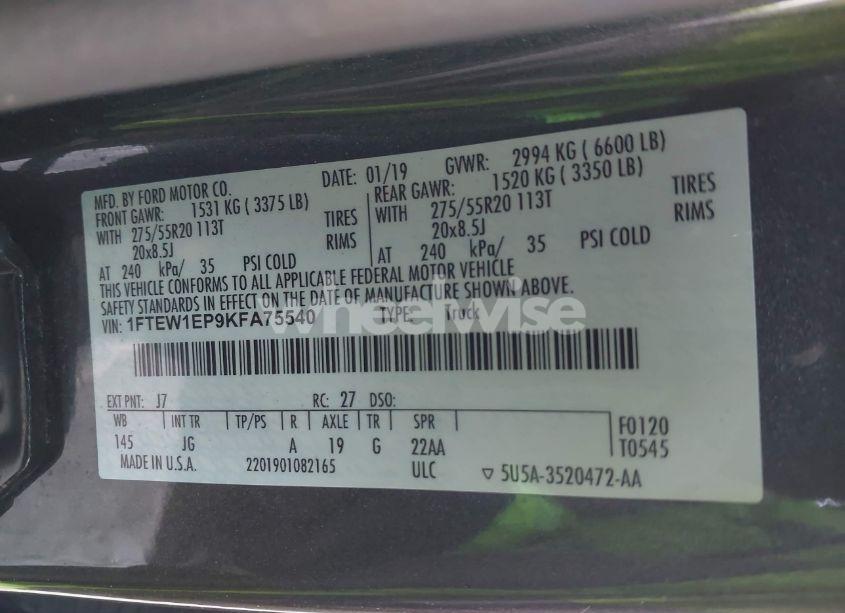 MFD. BY FORD MOTOR CO. DATE: 01/19 GVWR: 2994 KG ( 6600 LB)
FRONT GAWR: 1531 KG ( 3375 LB) REAR GAWR: 1520 KG ( 3350 LB)
WITH 275/55R20 113T TIRES WITH 275/55R20 113T TIRES
20x8.5J RIMS 20x8.5J RIMS
AT 240 kPa/ 35 PSI COLD AT 240 kPa/ 35 PSI COLD
THIS VEHICLE CONFORMS TO ALL APPLICABLE FEDERAL MOTOR VEHICLE
SAFETY STANDARDS IN EFFECT ON THE DATE OF MANUFACTURE SHOWN ABOVE.
VIN: 1FTEW1EP9KFA75540 TYPE: Truck
wheelwise
EXT PNT: J7 RC: 27 DSO:
WB INT TR TP/PS R AXLE TR SPR F0120
145 JG A 19 G 22AA T0545
MADE IN U.S.A. 2201901082165 ULC ▽ 5U5A-3520472-AA